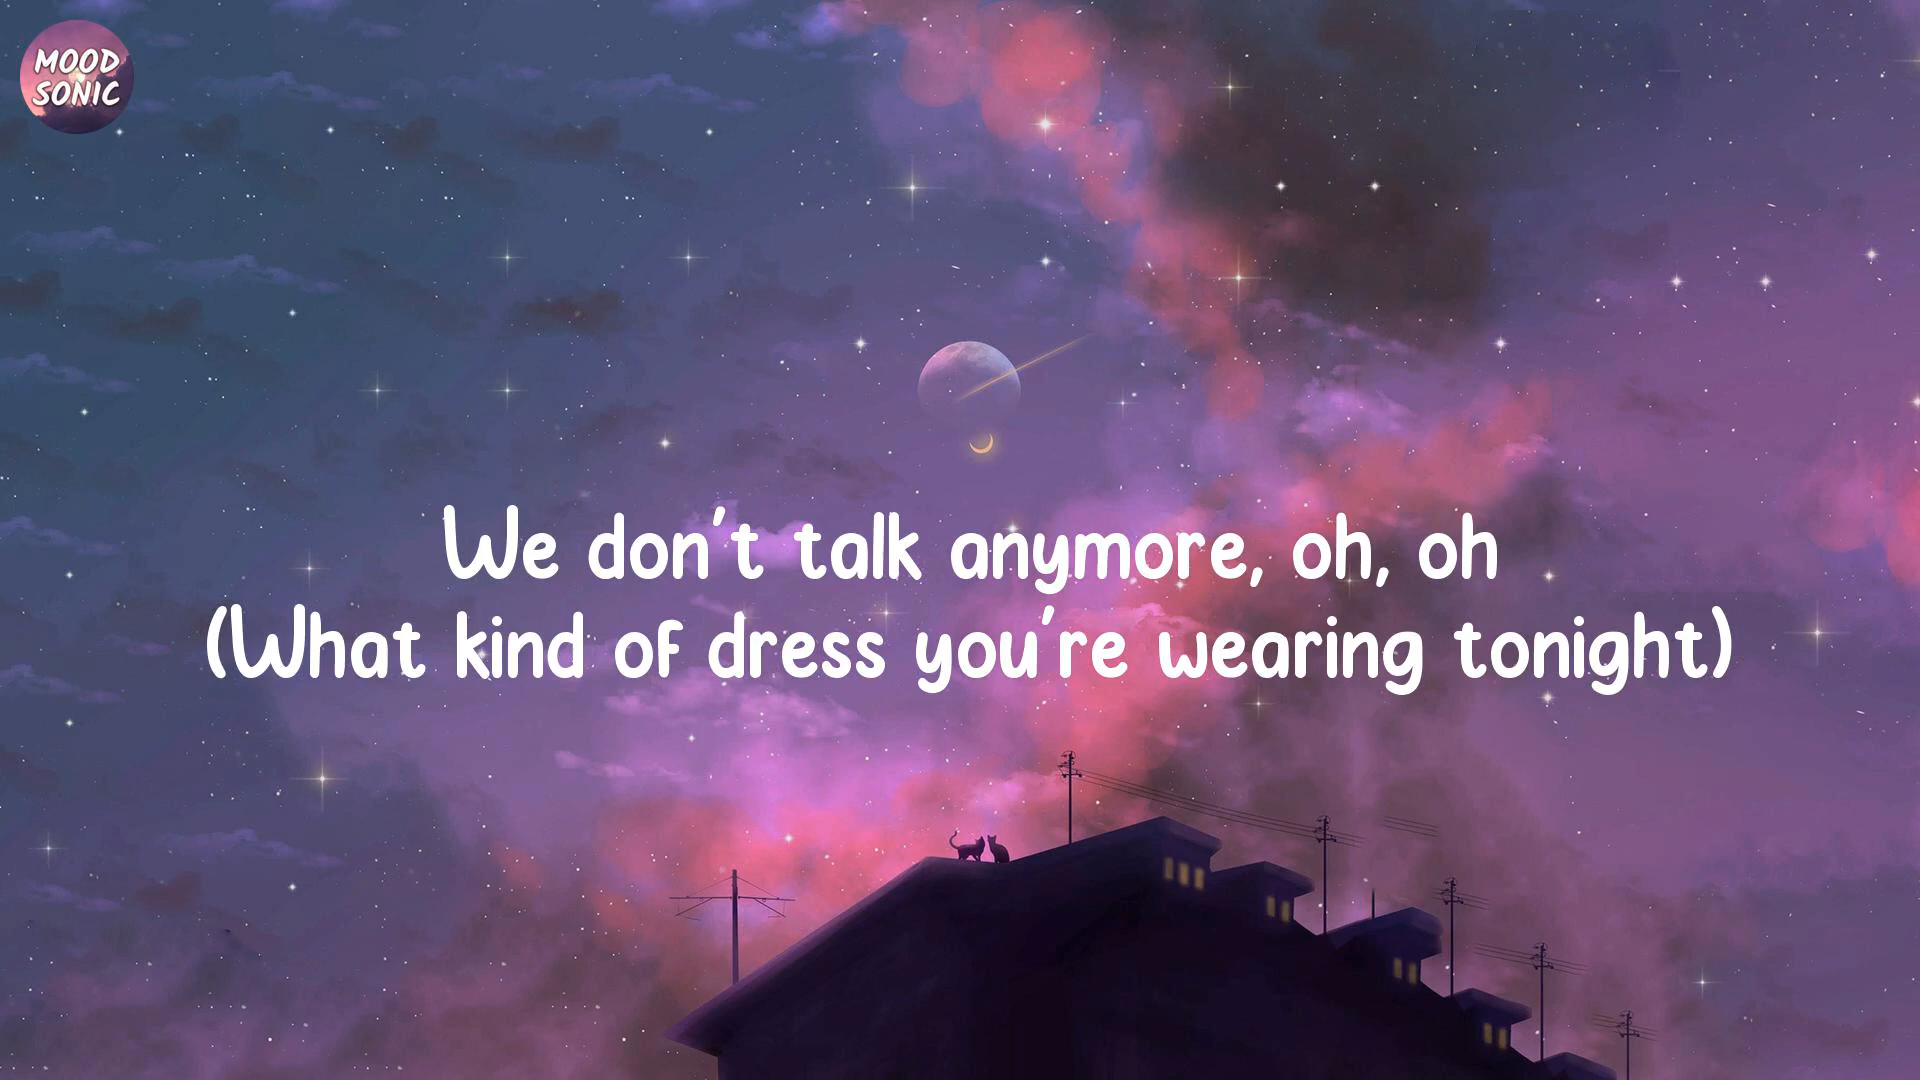 MOOD
SONIC
We don't talk anymore, oh, oh
(What kind of dress you're wearing tonight)